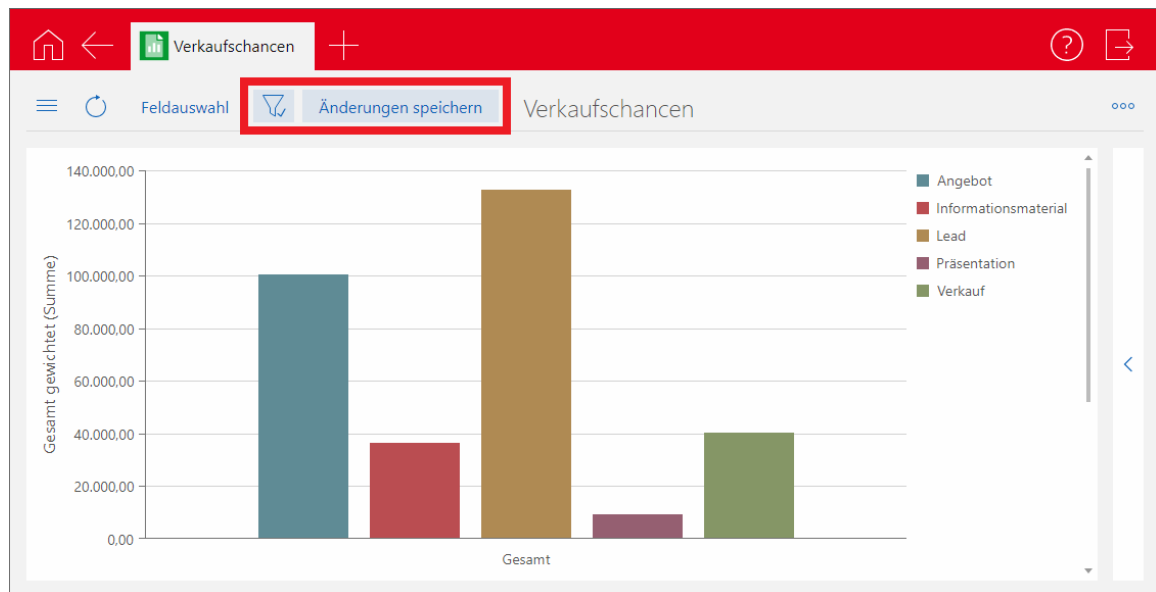 Verkaufschancen
?
Feldauswahl
Änderungen speichern
Verkaufschancen
140.000,00
120.000,00
100.000,00
80.000,00
60.000,00
40.000,00
20.000,00
0,00
Gesamt gewichtet (Summe)
Gesamt
Angebot
Informationsmaterial
Lead
Präsentation
Verkauf